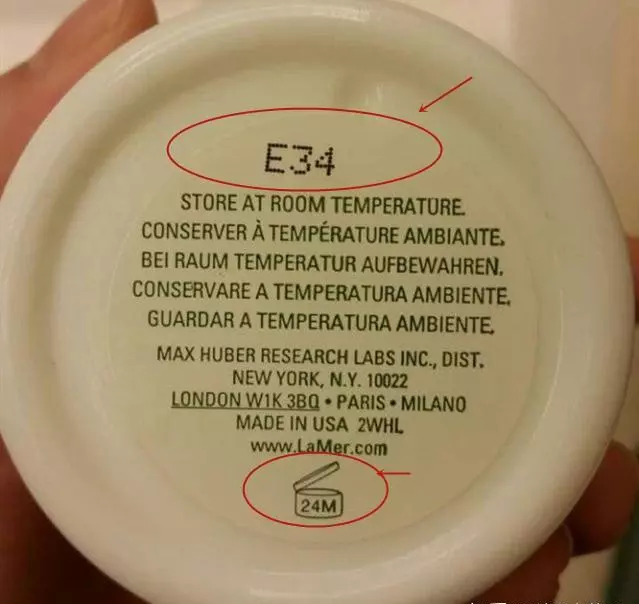 E34
STORE AT ROOM TEMPERATURE.
CONSERVER À TEMPÉRATURE AMBIANTE.
BEI RAUM TEMPERATUR AUFBEWAHREN.
CONSERVARE A TEMPERATURA AMBIENTE.
GUARDAR A TEMPERATURA AMBIENTE.
MAX HUBER RESEARCH LABS INC., DIST.
NEW YORK, N.Y. 10022
LONDON W1K 3BQ • PARIS • MILANO
MADE IN USA 2WHL
www.LaMer.com
24M